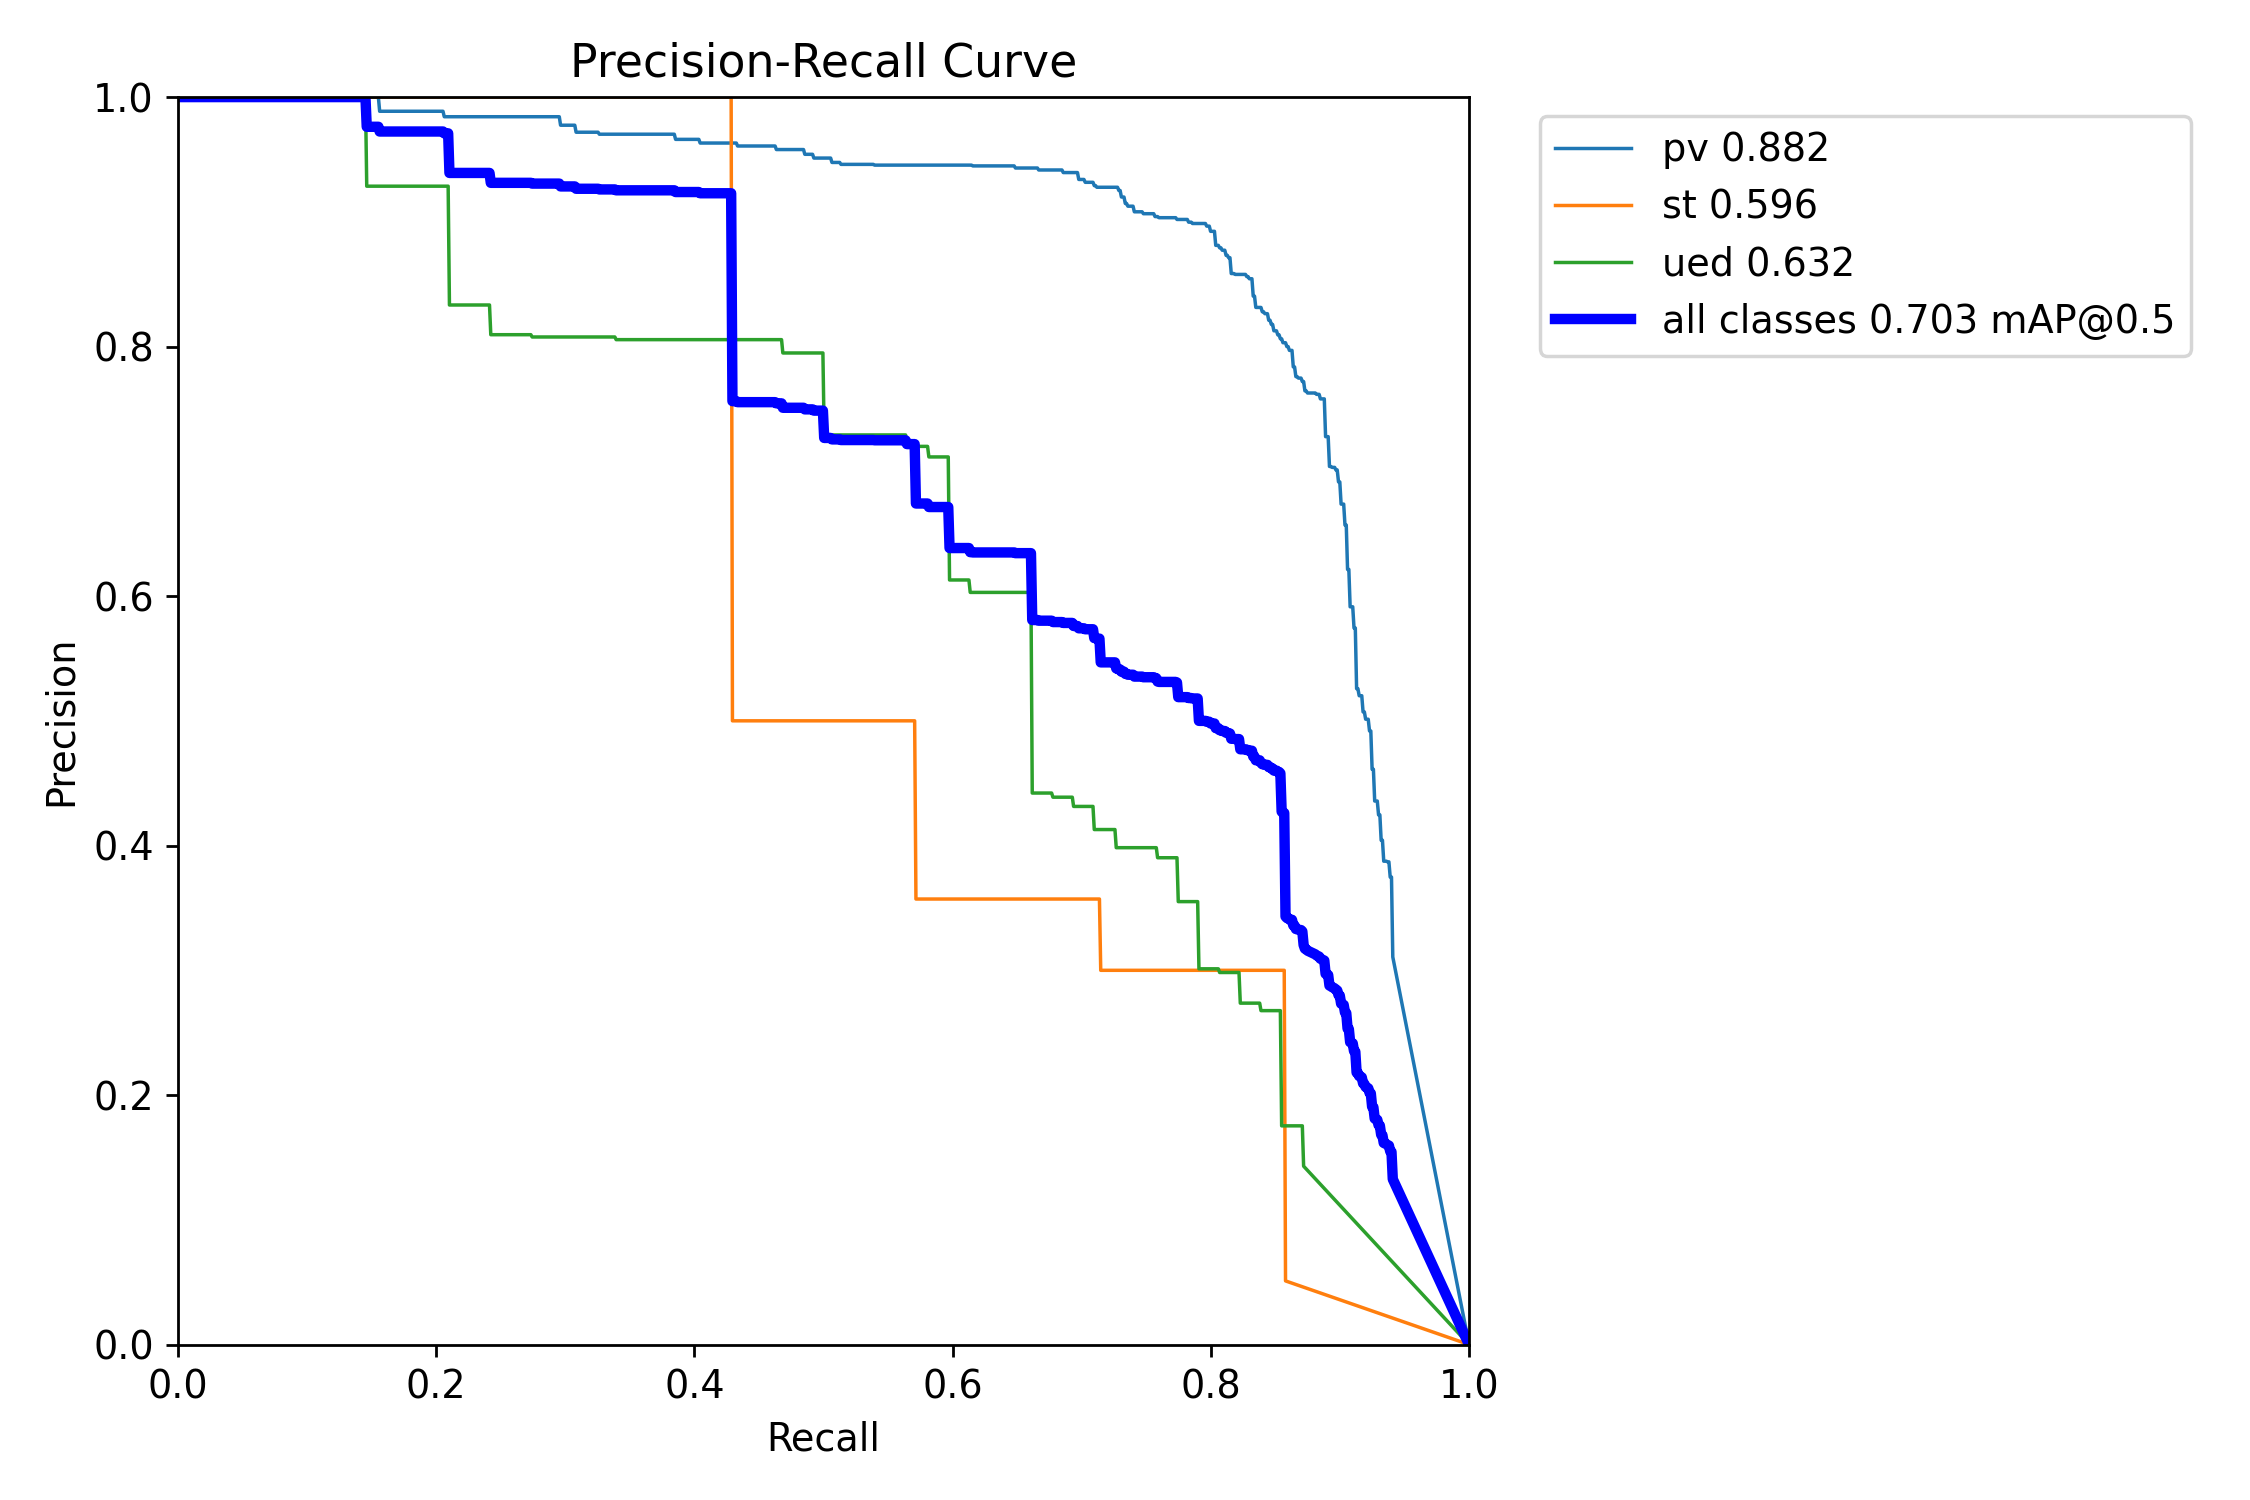 Precision-Recall Curve
1.0
0.8
0.6
0.4
0.2
0.0
Precision
0.0 0.2 0.4 0.6 0.8 1.0
Recall
pv 0.882
st 0.596
ued 0.632
all classes 0.703 mAP@0.5